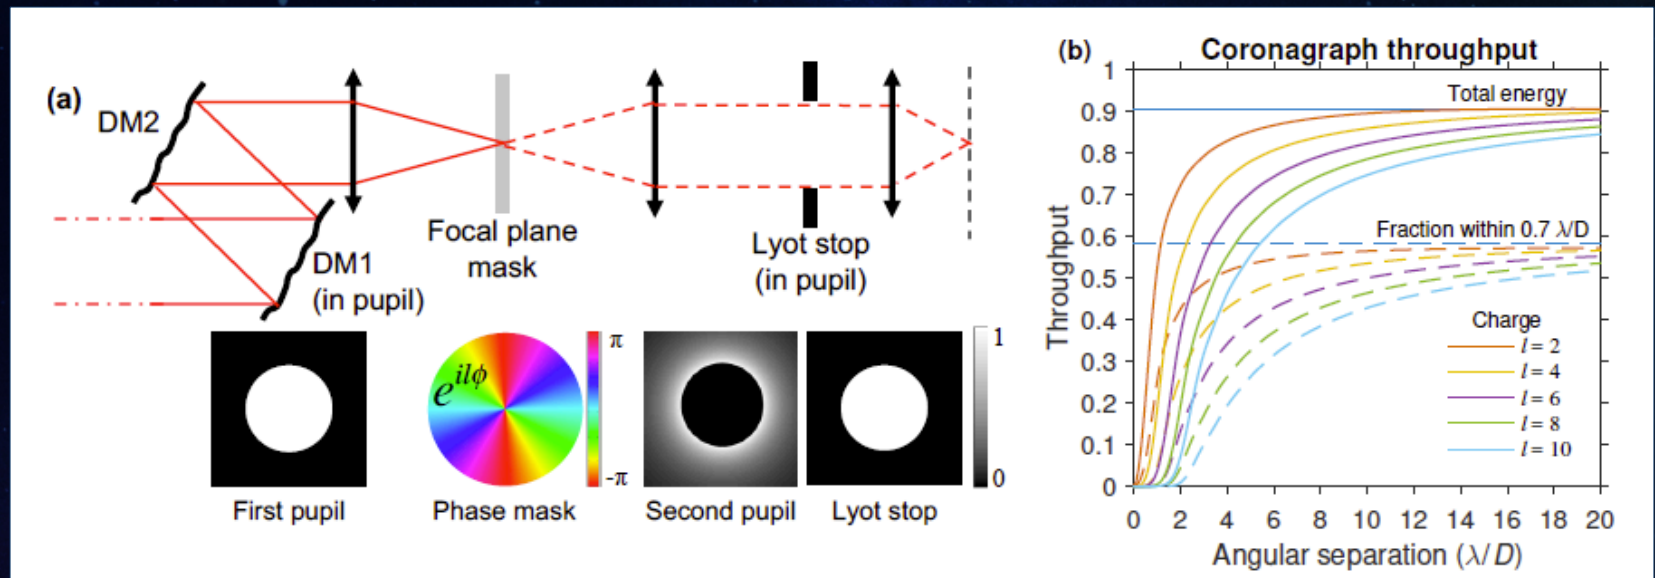 (a)
DM2
DM1
(in pupil)
Focal plane
mask
Lyot stop
(in pupil)
e^{ilϕ}
π
-π
1
0
First pupil
Phase mask
Second pupil
Lyot stop
(b)
Coronagraph throughput
Throughput
1
0.9
0.8
0.7
0.6
0.5
0.4
0.3
0.2
0.1
0
Total energy
Fraction within 0.7 λ/D
Charge
l = 2
l = 4
l = 6
l = 8
l = 10
0 2 4 6 8 10 12 14 16 18 20
Angular separation (λ/D)